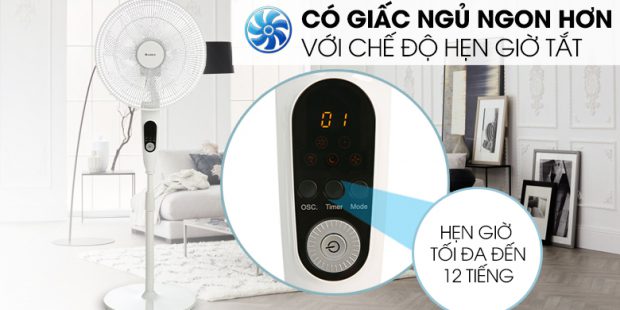 CÓ GIẤC NGỦ NGON HƠN
VỚI CHẾ ĐỘ HẸN GIỜ TẮT
01
OSC. Timer Mode
HẸN GIỜ
TỐI ĐA ĐẾN
12 TIẾNG